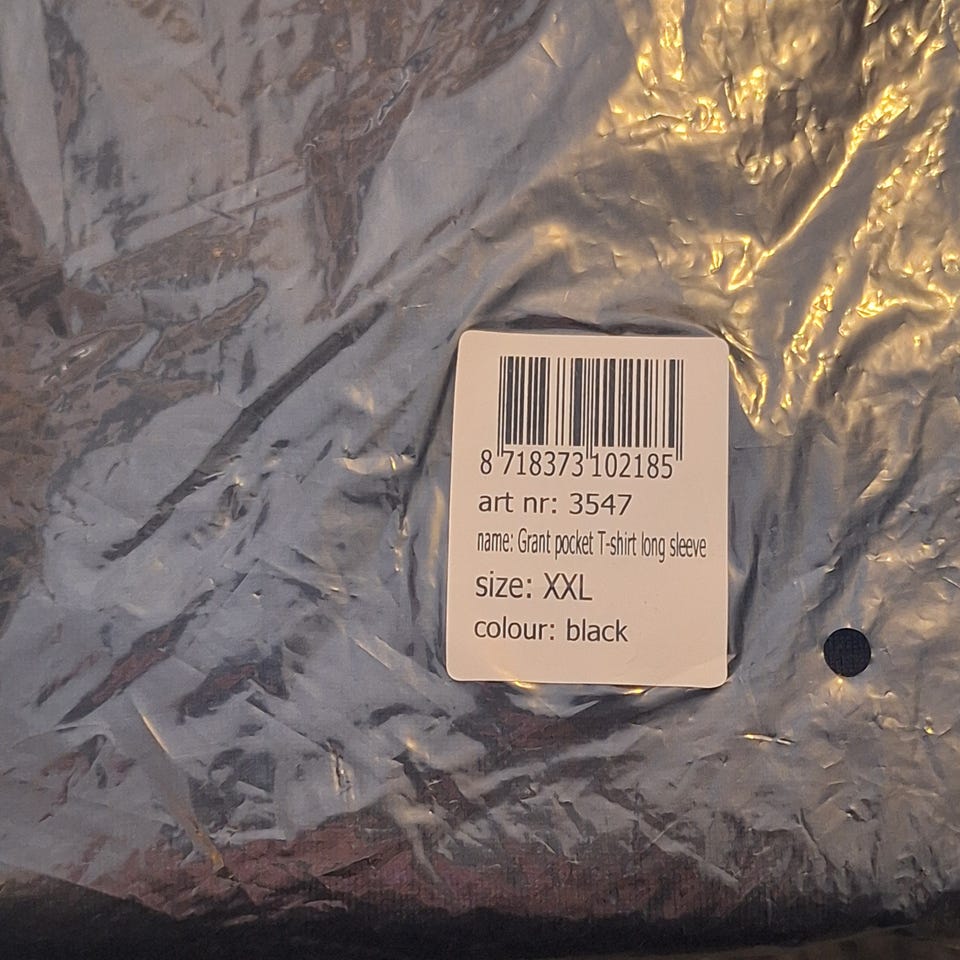 8 718373 102185
art nr: 3547
name: Grant pocket T-shirt long sleeve
size: XXL
colour: black